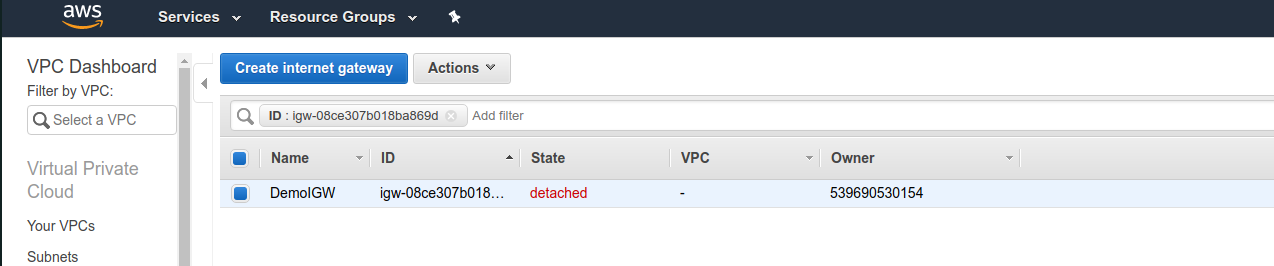 aws Services Resource Groups
VPC Dashboard
Filter by VPC:
Select a VPC
Virtual Private
Cloud
Your VPCs
Subnets
Create internet gateway Actions
ID : igw-08ce307b018ba869d Add filter
Name ID State VPC Owner
DemoIGW igw-08ce307b018... detached - 539690530154